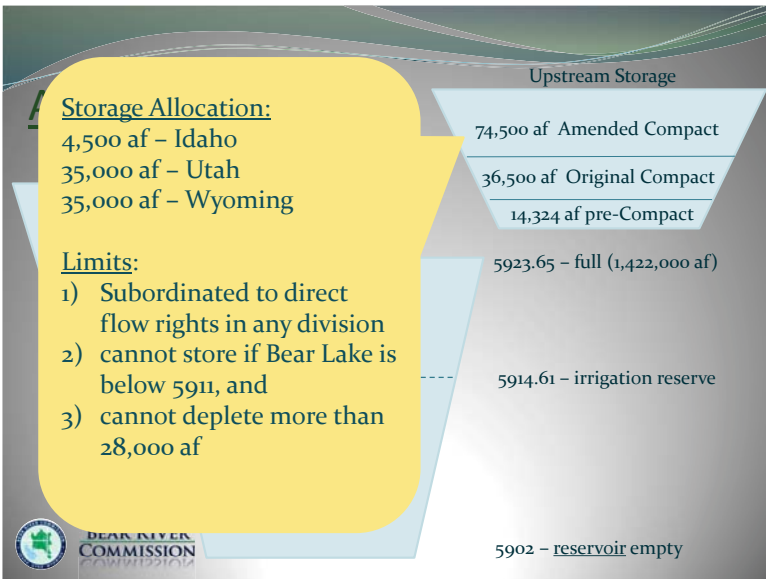 Upstream Storage
74,500 af Amended Compact
36,500 af Original Compact
14,324 af pre-Compact
Storage Allocation:
4,500 af – Idaho
35,000 af – Utah
35,000 af – Wyoming
Limits:
1) Subordinated to direct
flow rights in any division
2) cannot store if Bear Lake is
below 5911, and
3) cannot deplete more than
28,000 af
5923.65 – full (1,422,000 af)
5914.61 – irrigation reserve
5902 – reservoir empty
BEAR RIVER
COMMISSION